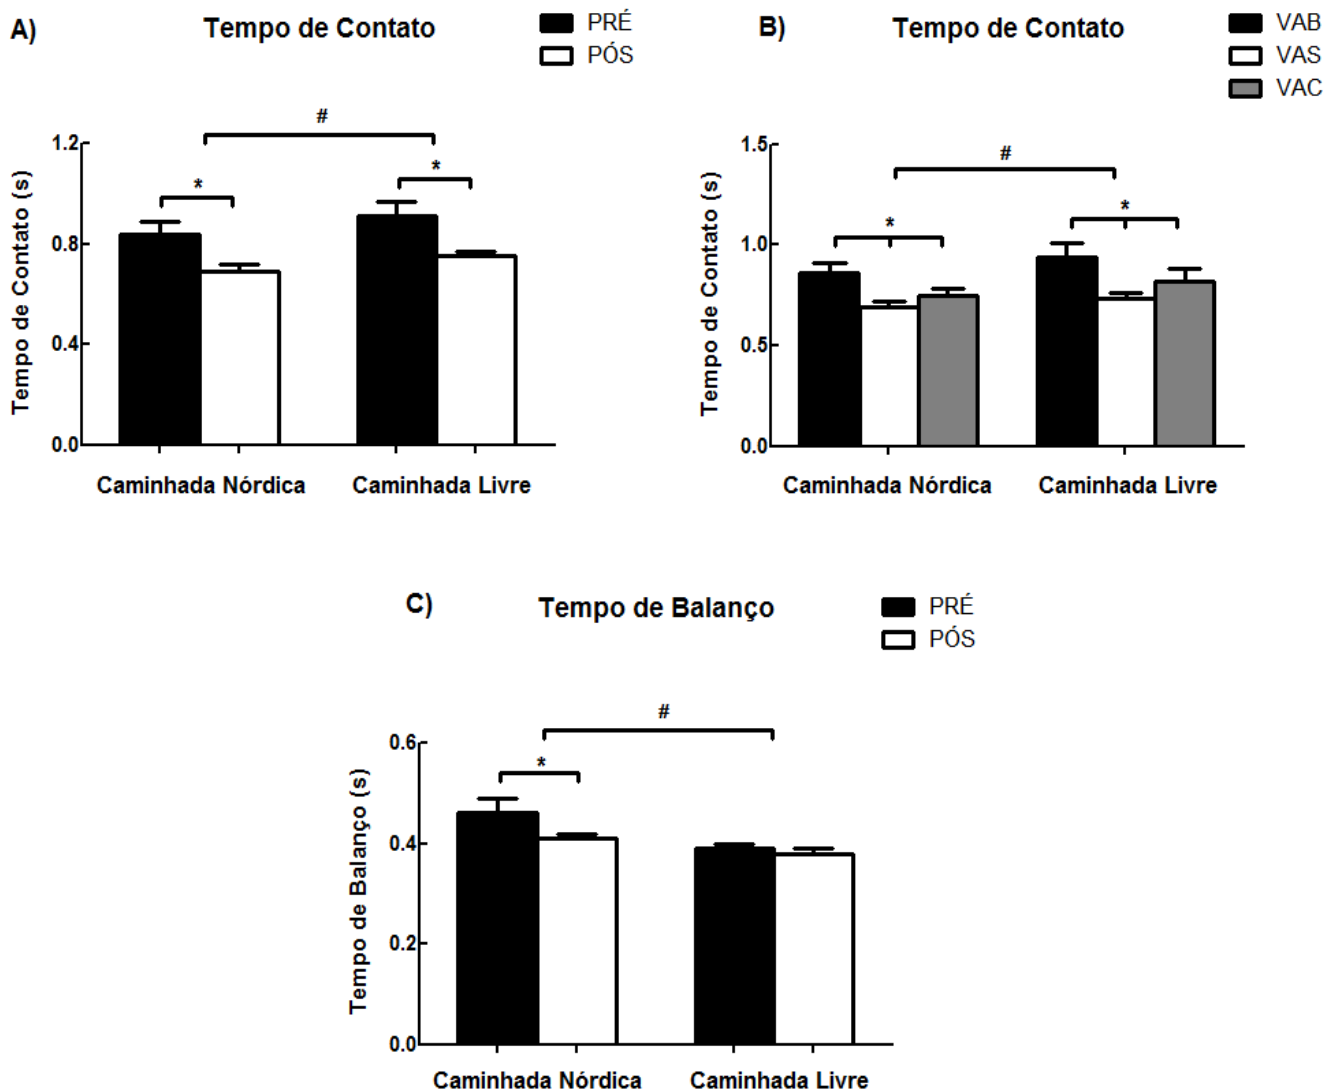 A)
Tempo de Contato
PRÉ
PÓS
#
*
*
1.2
0.8
0.4
0.0
Tempo de Contato (s)
Caminhada Nórdica
Caminhada Livre
B)
Tempo de Contato
VAB
VAS
VAC
#
*
*
1.5
1.0
0.5
0.0
Tempo de Contato (s)
Caminhada Nórdica
Caminhada Livre
C)
Tempo de Balanço
PRÉ
PÓS
#
*
0.6
0.4
0.2
0.0
Tempo de Balanço (s)
Caminhada Nórdica
Caminhada Livre